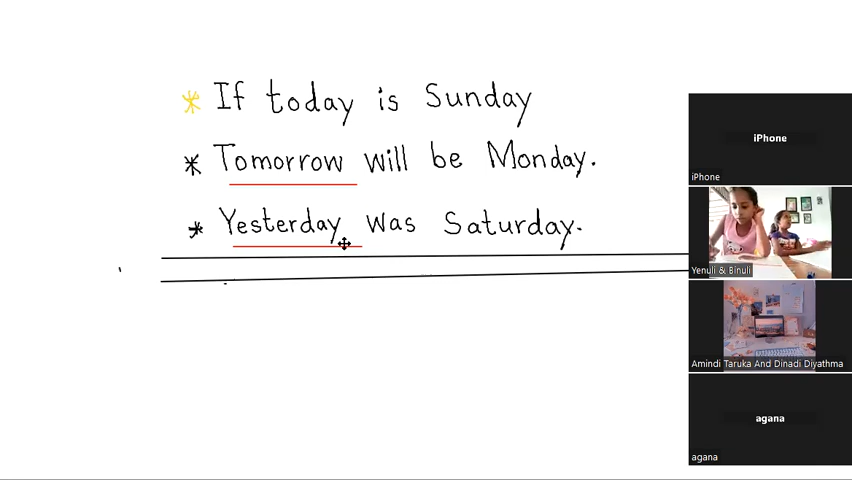 * If today is Sunday
* Tomorrow will be Monday.
* Yesterday was Saturday.
iPhone
iPhone
Yenuli & Binuli
Amindi Taruka And Dinadi Diyathma
agana
agana